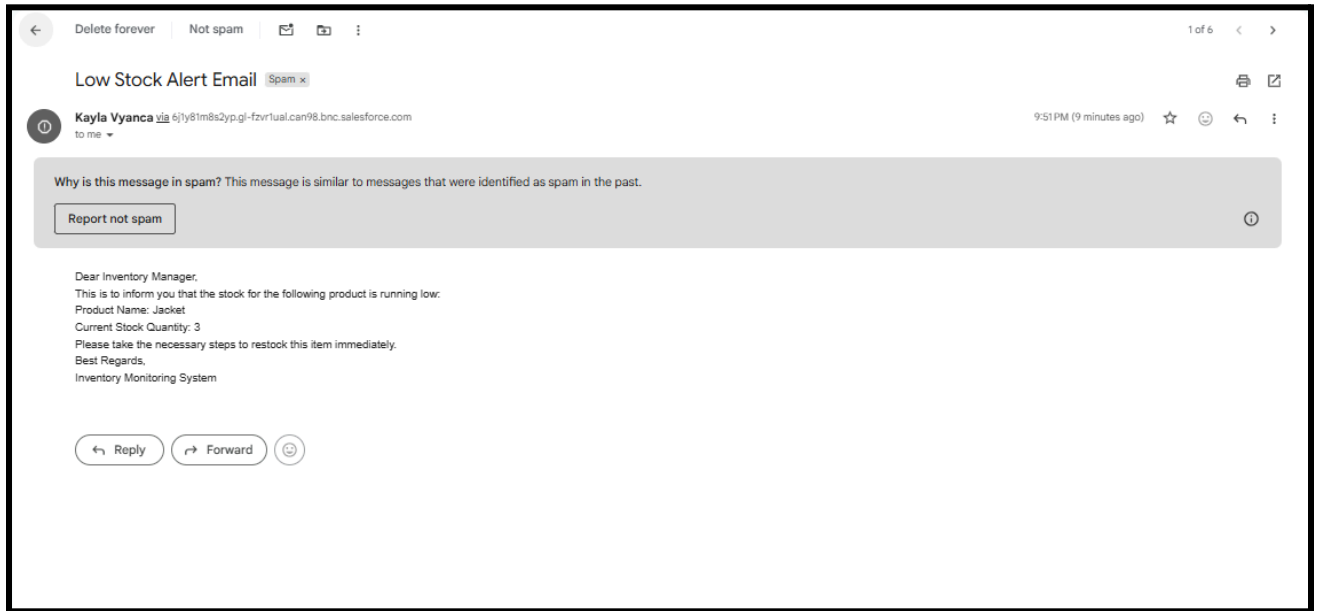 Delete forever Not spam 1 of 6
Low Stock Alert Email Spam ×
Kayla Vyanca via 6j1y81m8s2yp.gl-fzvr1ual.can98.bnc.salesforce.com 9:51 PM (9 minutes ago)
to me
Why is this message in spam? This message is similar to messages that were identified as spam in the past.
Report not spam
Dear Inventory Manager,
This is to inform you that the stock for the following product is running low:
Product Name: Jacket
Current Stock Quantity: 3
Please take the necessary steps to restock this item immediately.
Best Regards,
Inventory Monitoring System
Reply Forward